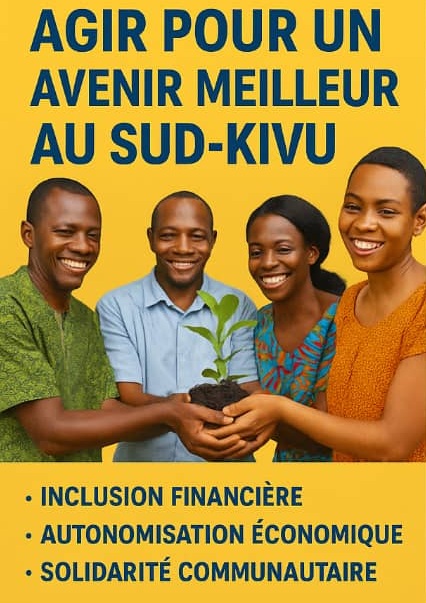 AGIR POUR UN
AVENIR MEILLEUR
AU SUD-KIVU
• INCLUSION FINANCIÈRE
• AUTONOMISATION ÉCONOMIQUE
• SOLIDARITÉ COMMUNAUTAIRE